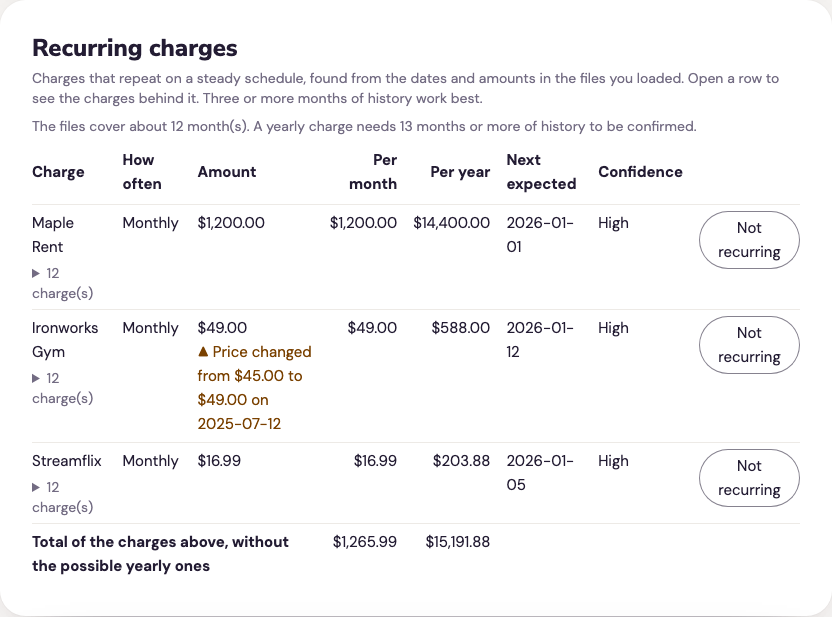 Recurring charges
Charges that repeat on a steady schedule, found from the dates and amounts in the files you loaded. Open a row to
see the charges behind it. Three or more months of history work best.
The files cover about 12 month(s). A yearly charge needs 13 months or more of history to be confirmed.
Charge How often Amount Per month Per year Next expected Confidence
Maple Rent Monthly $1,200.00 $1,200.00 $14,400.00 2026-01-01 High Not recurring
▶ 12 charge(s)
Ironworks Gym Monthly $49.00 $49.00 $588.00 2026-01-12 High Not recurring
▲ Price changed from $45.00 to $49.00 on 2025-07-12
▶ 12 charge(s)
Streamflix Monthly $16.99 $16.99 $203.88 2026-01-05 High Not recurring
▶ 12 charge(s)
Total of the charges above, without the possible yearly ones $1,265.99 $15,191.88